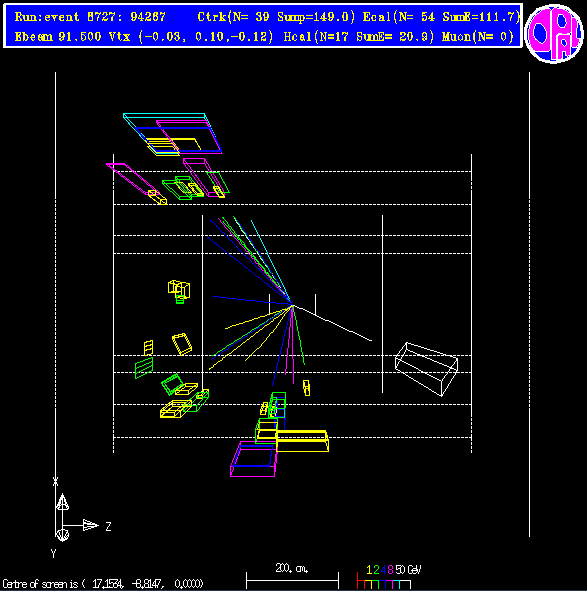 Run:event 8727: 94267 Ctrk(N= 39 Sump=149.0) Ecal(N= 54 SumE=111.7)
Ebeam 91.500 Vtx (-0.03, 0.10,-0.12) Hcal(N=17 SumE= 20.9) Muon(N= 0)
OPAL
X
Z
Y
200. cm.
1 2 4 8 50 GeV
Centre of screen is ( 17.1534, -8.8147, 0.0000)